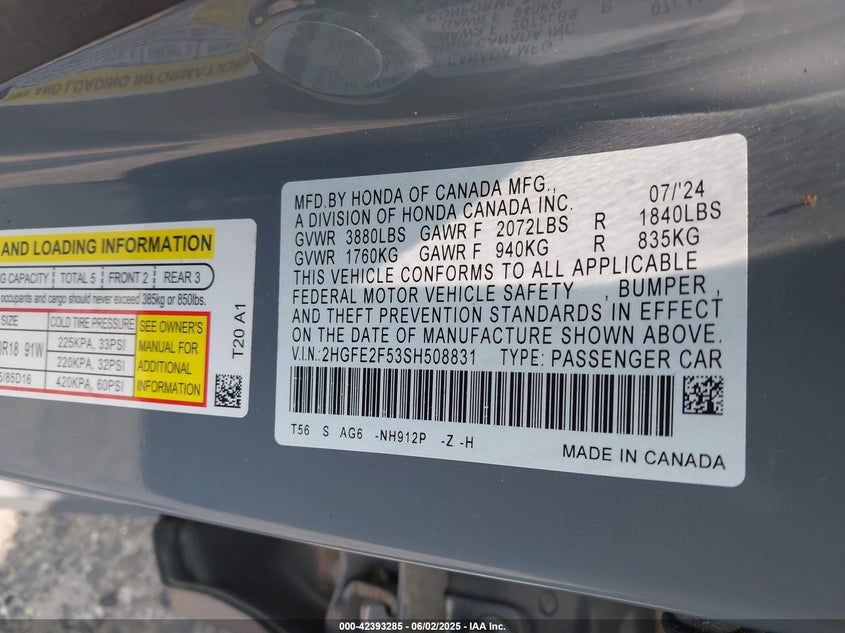 AND LOADING INFORMATION
CAPACITY TOTAL 5 FRONT 2 REAR 3
occupants and cargo should never exceed 385kg or 850lbs.
SIZE COLD TIRE PRESSURE SEE OWNER'S MANUAL FOR ADDITIONAL INFORMATION
R18 91W 225KPA, 33PSI
220KPA, 32PSI
/85D16 420KPA, 60PSI
T20 A1
MFD.BY HONDA OF CANADA MFG., 07/'24
A DIVISION OF HONDA CANADA INC.
GVWR 3880LBS GAWR F 2072LBS R 1840LBS
GVWR 1760KG GAWR F 940KG R 835KG
THIS VEHICLE CONFORMS TO ALL APPLICABLE
FEDERAL MOTOR VEHICLE SAFETY , BUMPER ,
AND THEFT PREVENTION STANDARDS IN EFFECT
ON THE DATE OF MANUFACTURE SHOWN ABOVE.
V.I.N.:2HGFE2F53SH508831 TYPE: PASSENGER CAR
T56 S AG6 -NH912P -Z -H
MADE IN CANADA
000-42393285 - 06/02/2025 - IAA Inc.